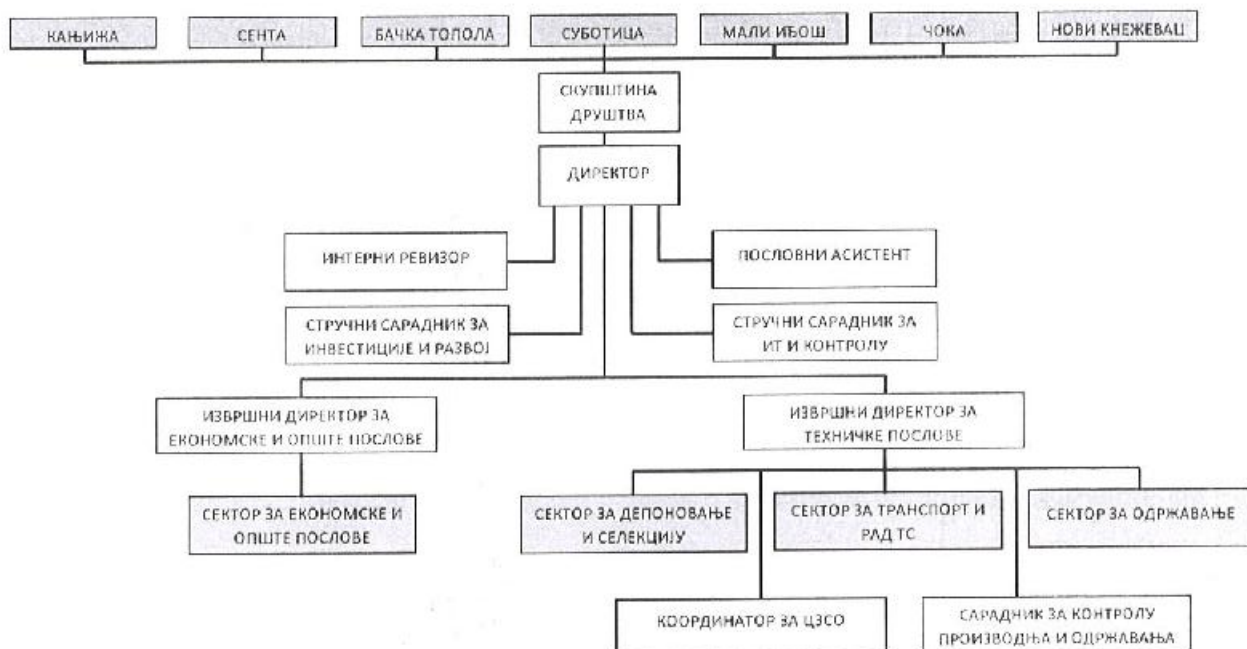 КАЊИЖА
СЕНТА
БАЧКА ТОПОЛА
СУБОТИЦА
МАЛИ ИЂОШ
ЧОКА
НОВИ КНЕЖЕВАЦ
СКУПШТИНА
ДРУШТВА
ДИРЕКТОР
ИНТЕРНИ РЕВИЗОР
ПОСЛОВНИ АСИСТЕНТ
СТРУЧНИ САРАДНИК ЗА
ИНВЕСТИЦИЈЕ И РАЗВОЈ
СТРУЧНИ САРАДНИК ЗА
ИТ И КОНТРОЛУ
ИЗВРШНИ ДИРЕКТОР ЗА
ЕКОНОМСКЕ И ОПШТЕ ПОСЛОВЕ
ИЗВРШНИ ДИРЕКТОР ЗА
ТЕХНИЧКЕ ПОСЛОВЕ
СЕКТОР ЗА ЕКОНОМСКЕ И
ОПШТЕ ПОСЛОВЕ
СЕКТОР ЗА ДЕПОНОВАЊЕ
И СЕЛЕКЦИЈУ
СЕКТОР ЗА ТРАНСПОРТ И
РАД ТС
СЕКТОР ЗА ОДРЖАВАЊЕ
КООРДИНАТОР ЗА ЦЗСО
САРАДНИК ЗА КОНТРОЛУ
ПРОИЗВОДЊА И ОДРЖАВАЊА